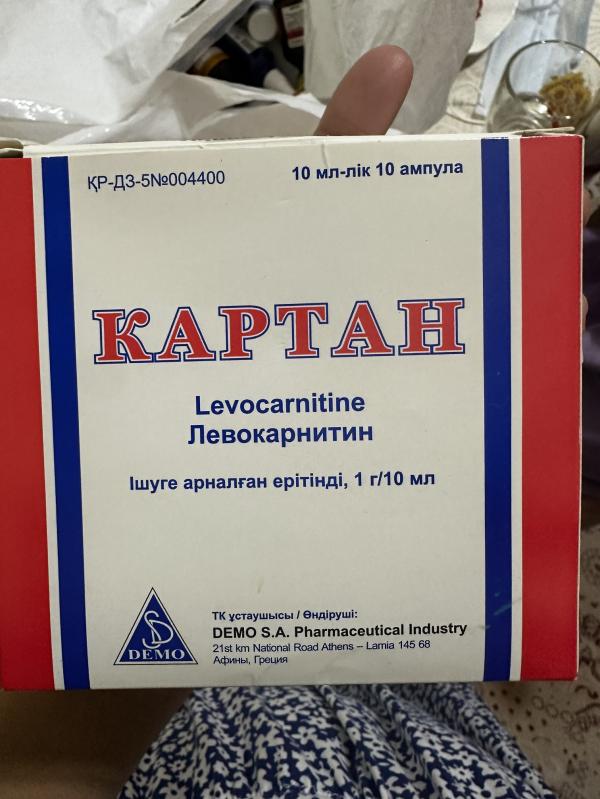 ҚР-ДЗ-5№004400
10 мл-лік 10 ампула
КАРТАН
Levocarnitine
Левокарнитин
Ішуге арналған ерітінді, 1 г/10 мл
DEMO
ТК ұстаушысы / Өндіруші:
DEMO S.A. Pharmaceutical Industry
21st km National Road Athens – Lamia 145 68
Афины, Греция